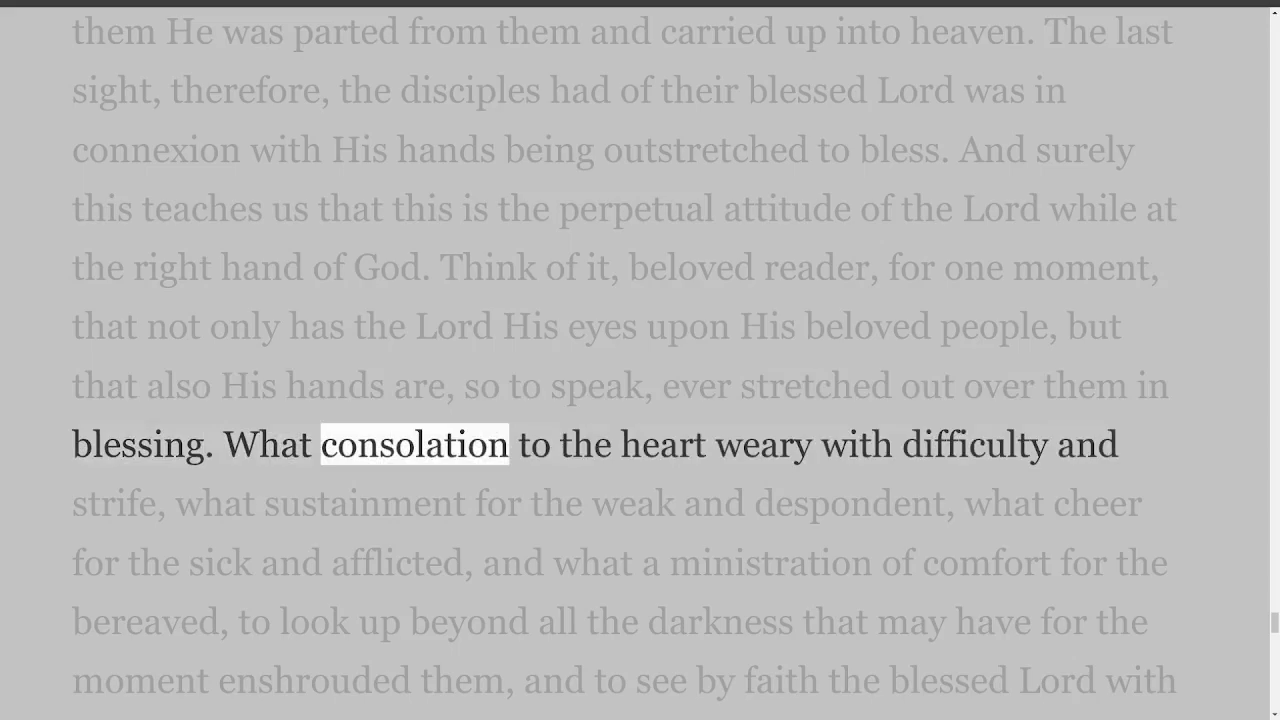 them He was parted from them and carried up into heaven. The last
sight, therefore, the disciples had of their blessed Lord was in
connexion with His hands being outstretched to bless. And surely
this teaches us that this is the perpetual attitude of the Lord while at
the right hand of God. Think of it, beloved reader, for one moment,
that not only has the Lord His eyes upon His beloved people, but
that also His hands are, so to speak, ever stretched out over them in
blessing. What consolation to the heart weary with difficulty and
strife, what sustainment for the weak and despondent, what cheer
for the sick and afflicted, and what a ministration of comfort for the
bereaved, to look up beyond all the darkness that may have for the
moment enshrouded them, and to see by faith the blessed Lord with